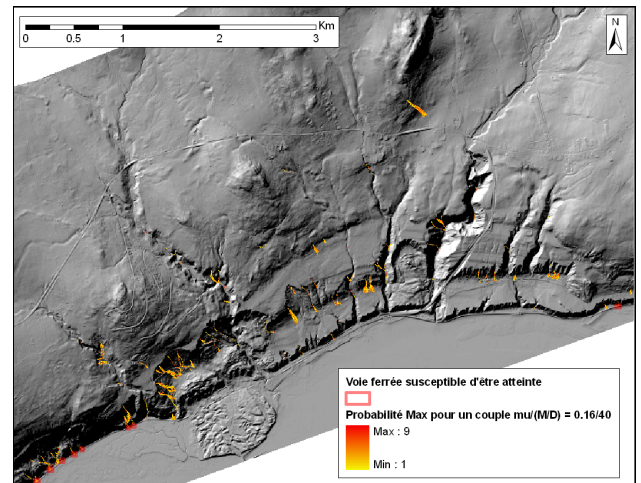 Km
0 0.5 1 2 3
N
Voie ferrée susceptible d'être atteinte
Probabilité Max pour un couple mu/(M/D) = 0.16/40
Max : 9
Min : 1